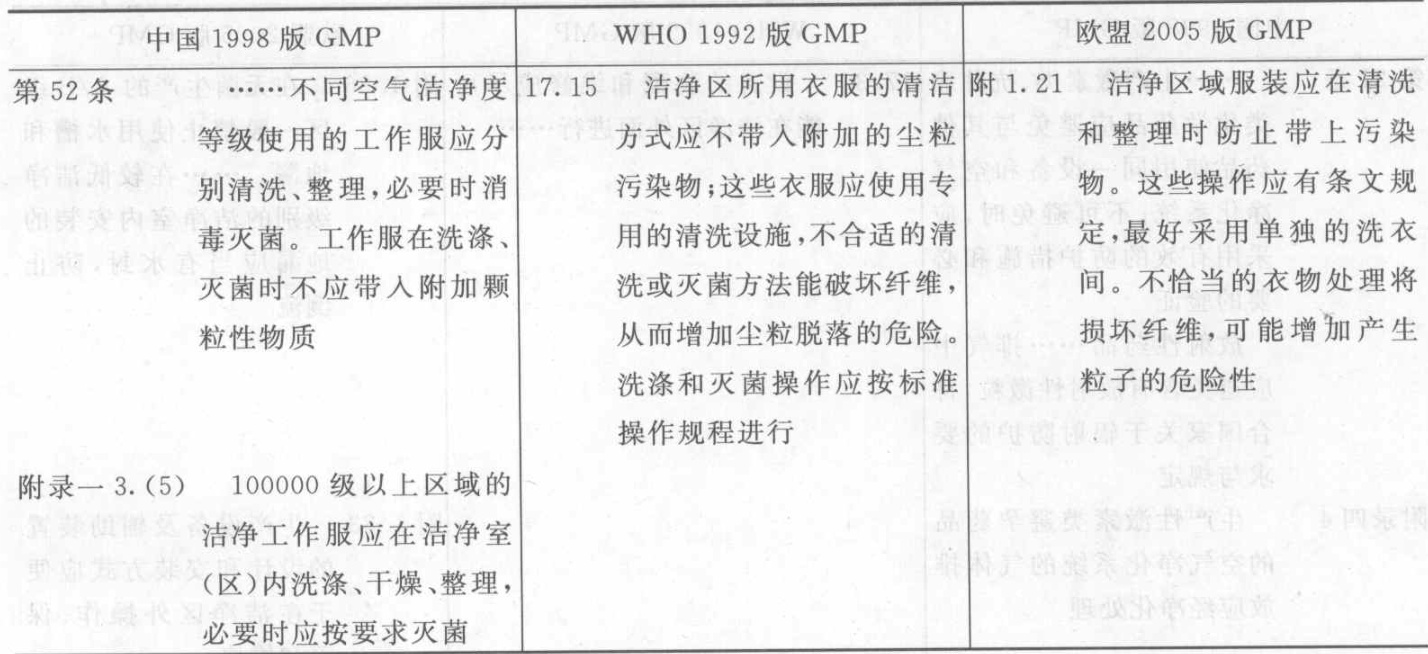 中国 1998 版 GMP
WHO 1992 版 GMP
欧盟 2005 版 GMP
第 52 条 ……不同空气洁净度
等级使用的工作服应分
别清洗、整理,必要时消
毒灭菌。工作服在洗涤、
灭菌时不应带入附加颗
粒性物质
附录一 3.(5) 100000 级以上区域的
洁净工作服应在洁净室
(区)内洗涤、干燥、整理,
必要时应按要求灭菌
17.15 洁净区所用衣服的清洁
方式应不带入附加的尘粒
污染物;这些衣服应使用专
用的清洗设施,不合适的清
洗或灭菌方法能破坏纤维,
从而增加尘粒脱落的危险。
洗涤和灭菌操作应按标准
操作规程进行
附 1.21 洁净区域服装应在清洗
和整理时防止带上污染
物。这些操作应有条文规
定,最好采用单独的洗衣
间。不恰当的衣物处理将
损坏纤维,可能增加产生
粒子的危险性